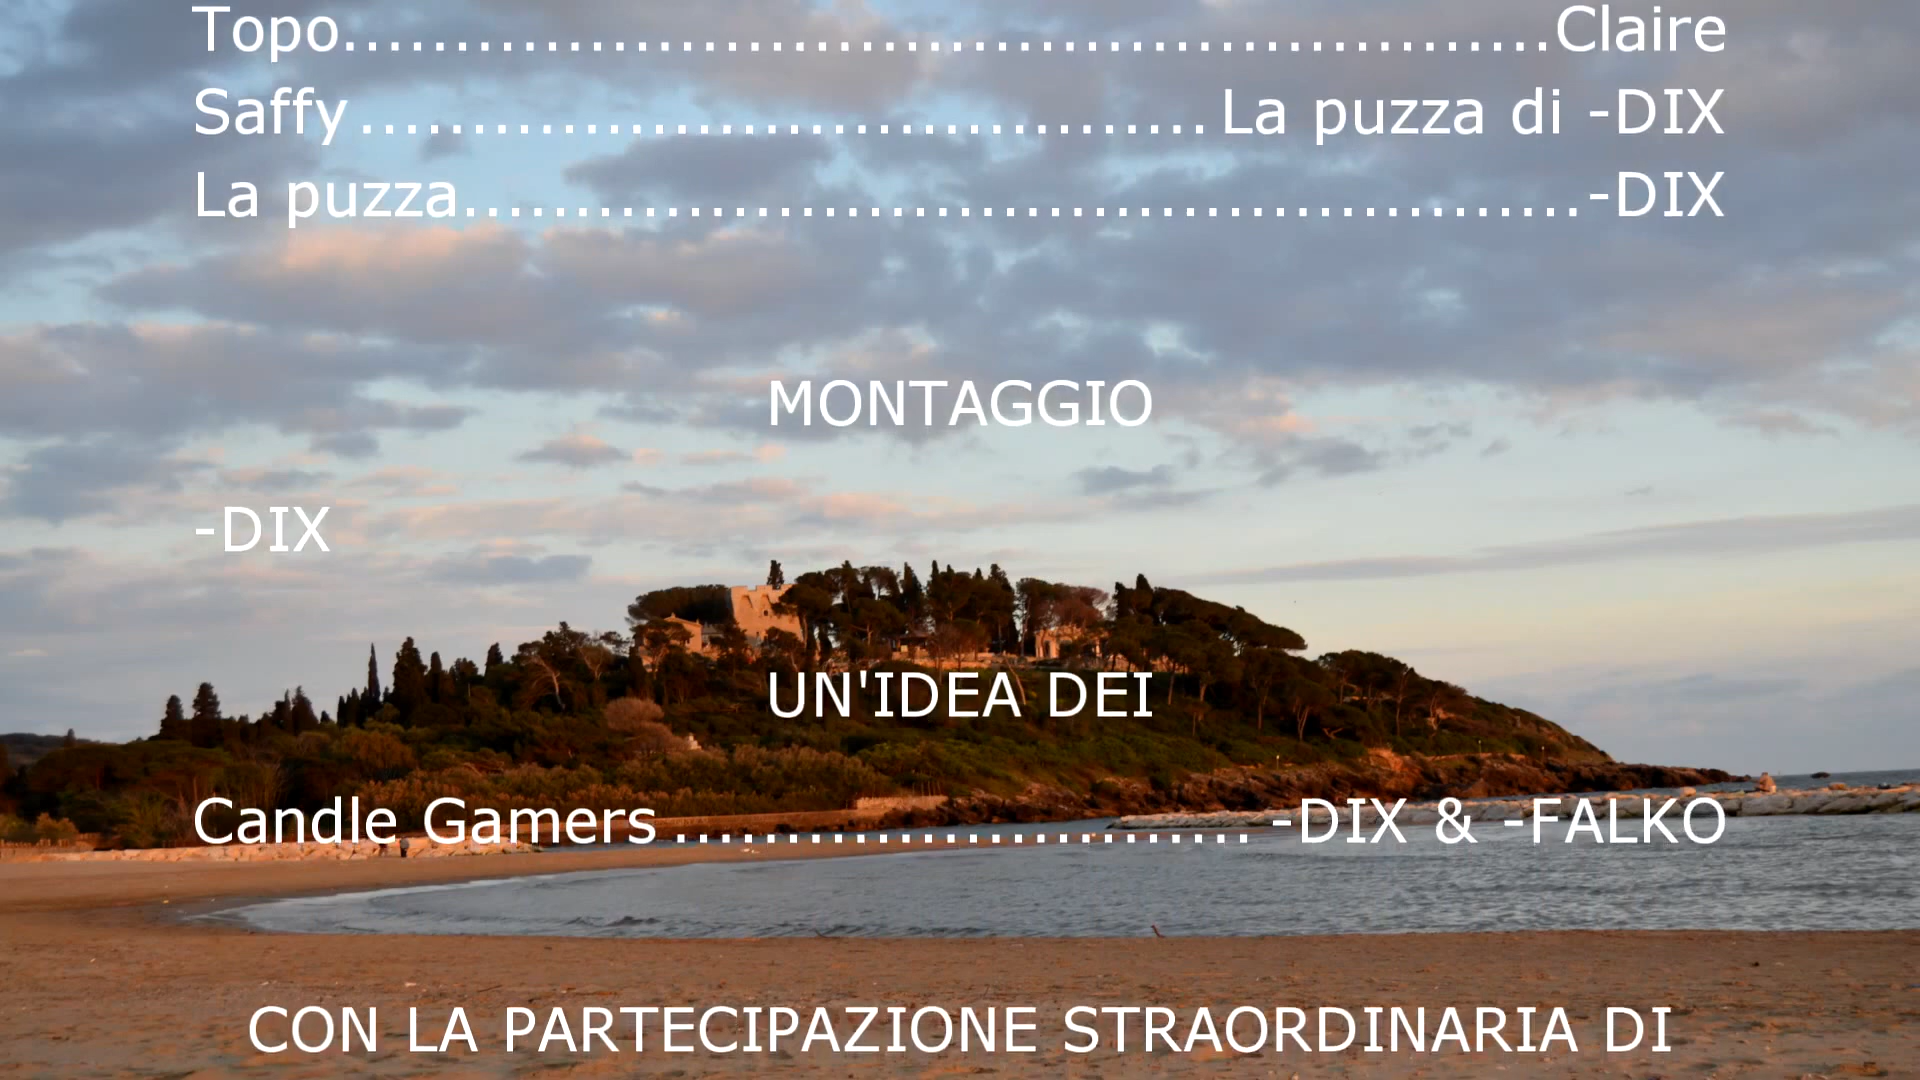 Topo......................................................Claire
Saffy ...................................... La puzza di -DIX
La puzza..................................................-DIX
MONTAGGIO
-DIX
UN'IDEA DEI
Candle Gamers .......................... -DIX & -FALKO
CON LA PARTECIPAZIONE STRAORDINARIA DI